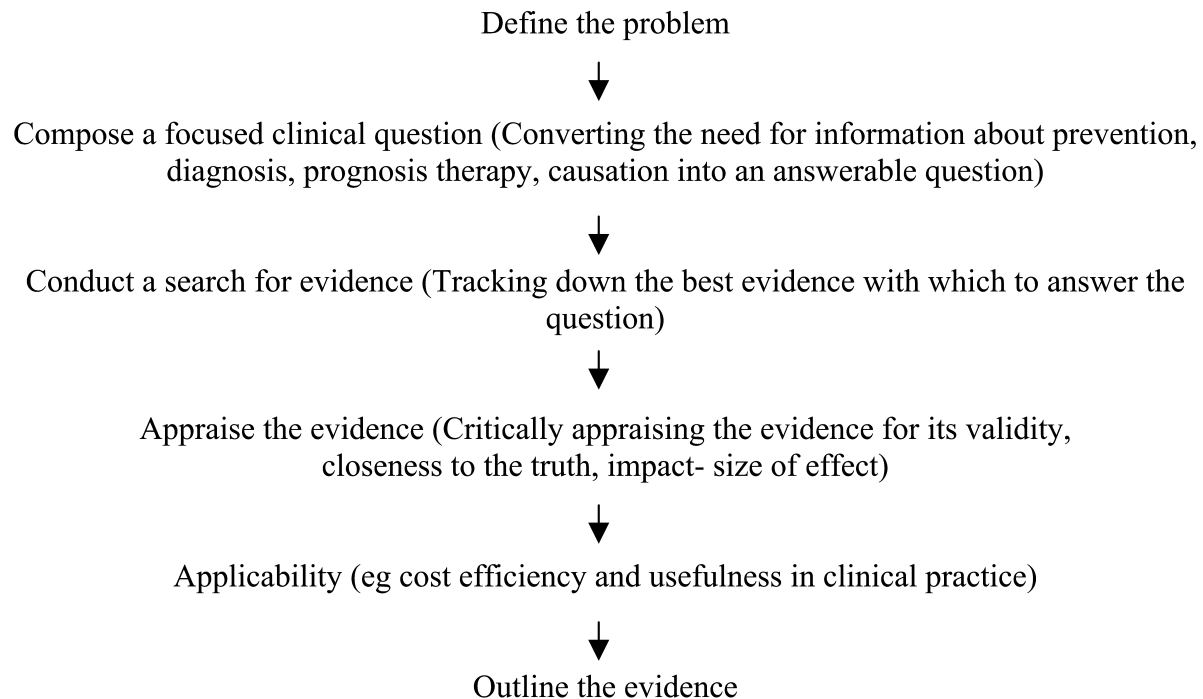 Define the problem
Compose a focused clinical question (Converting the need for information about prevention,
diagnosis, prognosis therapy, causation into an answerable question)
Conduct a search for evidence (Tracking down the best evidence with which to answer the
question)
Appraise the evidence (Critically appraising the evidence for its validity,
closeness to the truth, impact- size of effect)
Applicability (eg cost efficiency and usefulness in clinical practice)
Outline the evidence